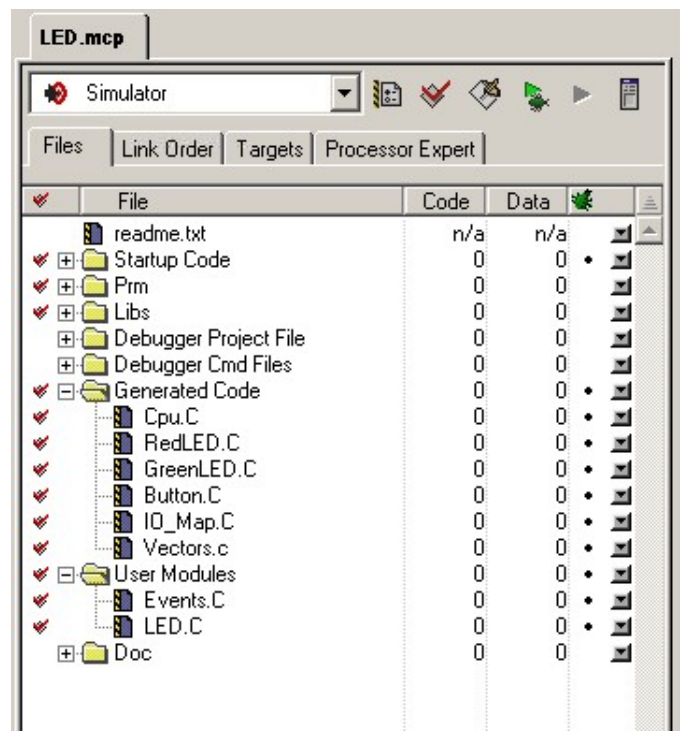 LED.mcp
Simulator
Files Link Order Targets Processor Expert
File Code Data
readme.txt n/a n/a
Startup Code 0 0
Prm 0 0
Libs 0 0
Debugger Project File 0 0
Debugger Cmd Files 0 0
Generated Code 0 0
Cpu.C 0 0
RedLED.C 0 0
GreenLED.C 0 0
Button.C 0 0
IO_Map.C 0 0
Vectors.c 0 0
User Modules 0 0
Events.C 0 0
LED.C 0 0
Doc 0 0